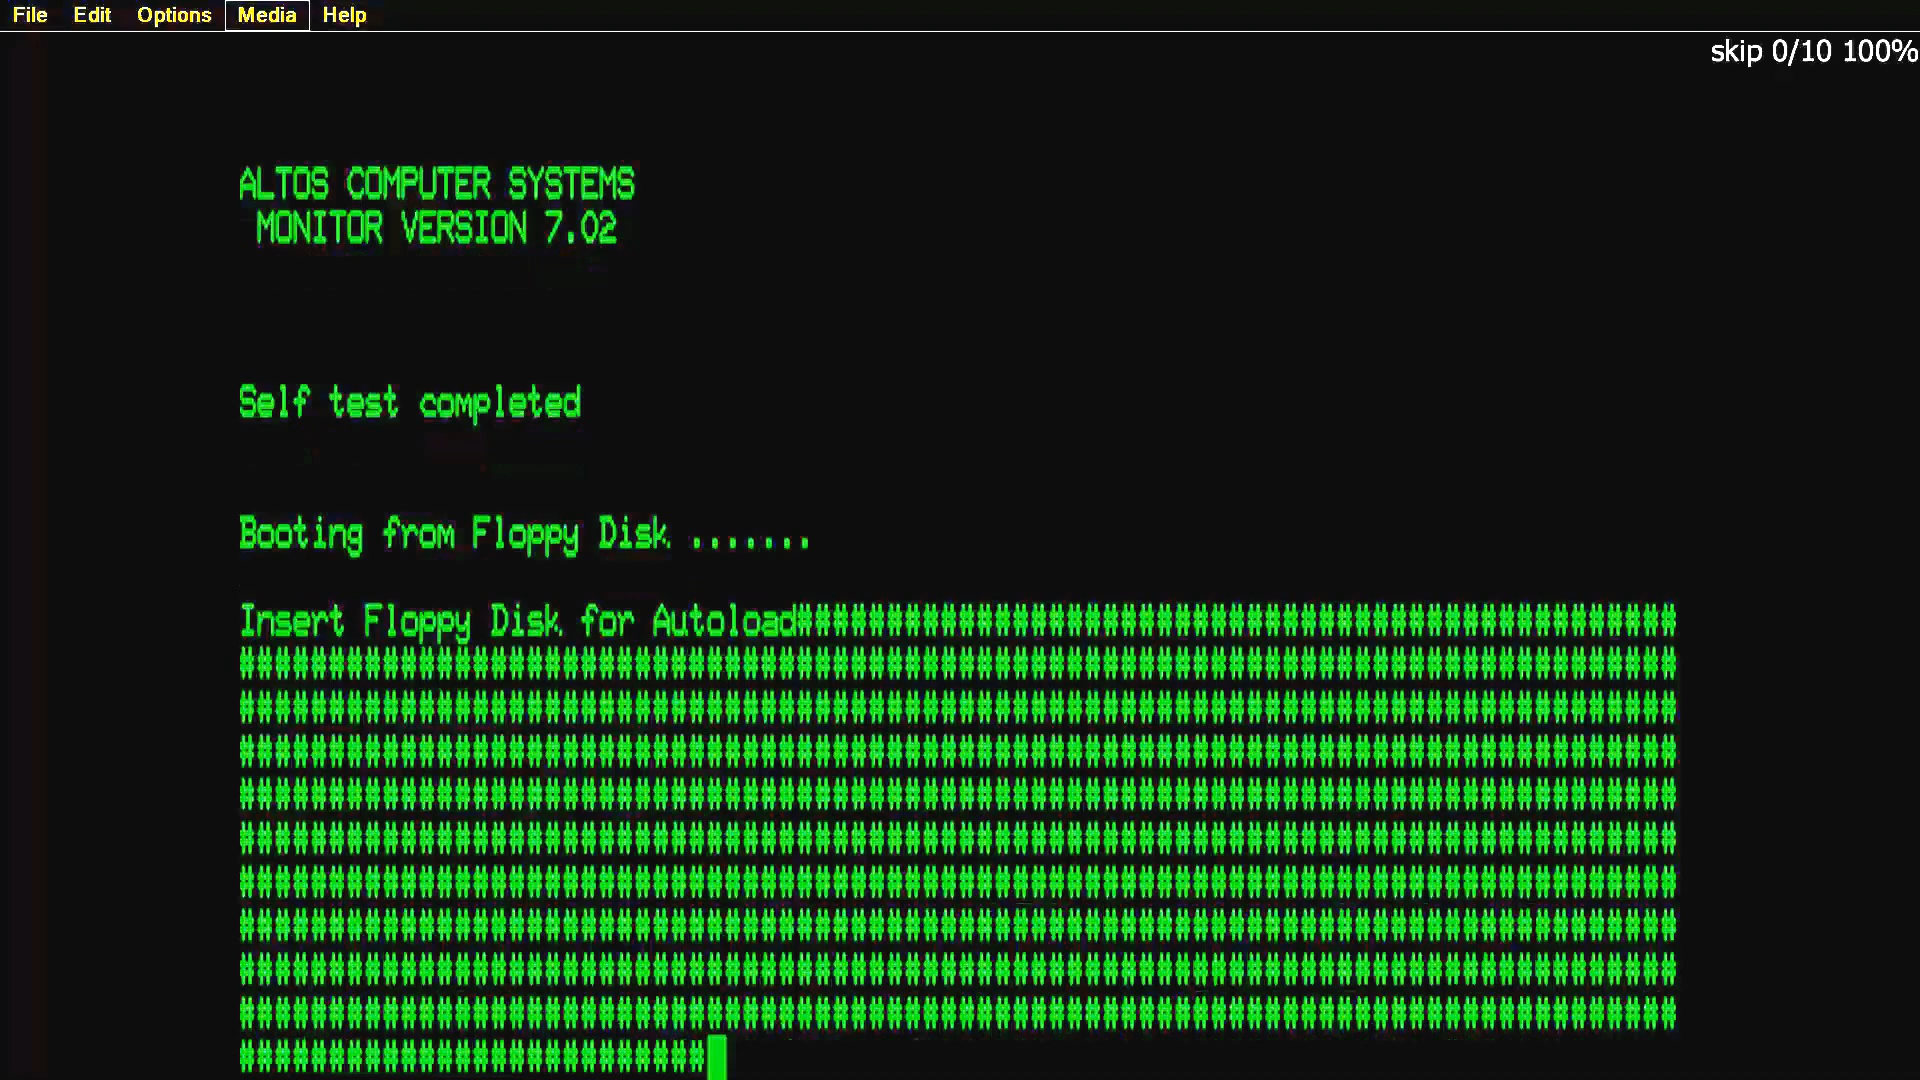 File Edit Options Media Help
skip 0/10 100%
ALTOS COMPUTER SYSTEMS
MONITOR VERSION 7.02
Self test completed
Booting from Floppy Disk .......
Insert Floppy Disk for Autoload#################################################
################################################################################
################################################################################
################################################################################
################################################################################
################################################################################
################################################################################
################################################################################
################################################################################
################################################################################
##########################